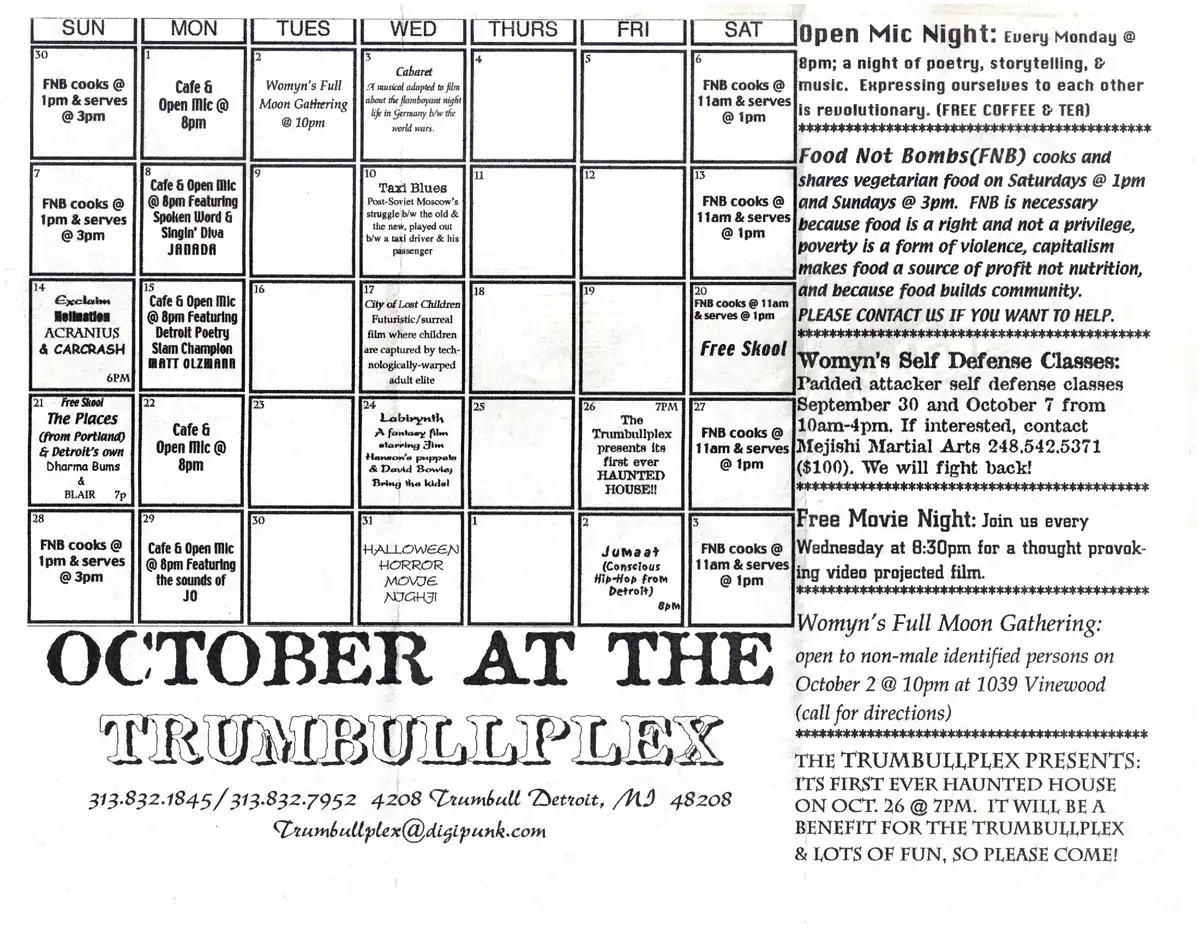 SUN MON TUES WED THURS FRI SAT
30
FNB cooks @
1pm & serves
@ 3pm
1
Cafe &
Open Mic @
8pm
2
Womyn's Full
Moon Gathering
@ 10pm
3
Cabaret
A musical adapted to film
about the flamboyant night
life in Germany b/w the
world wars.
4
5
6
FNB cooks @
11am & serves
@ 1pm
7
FNB cooks @
1pm & serves
@ 3pm
8
Cafe & Open Mic
@ 8pm Featuring
Spoken Word &
Singin' Diva
JANADA
9
10
Taxi Blues
Post-Soviet Moscow's
struggle b/w the old &
the new, played out
b/w a taxi driver & his
passenger
11
12
13
FNB cooks @
11am & serves
@ 1pm
14
Exclaim
ACRANIUS
& CARCRASH
6PM
15
Cafe & Open Mic
@ 8pm Featuring
Detroit Poetry
Slam Champion
MATT OLZMANN
16
17
City of Lost Children
Futuristic/surreal
film where children
are captured by tech-
nologically-warped
adult elite
18
19
20
FNB cooks @ 11am
& serves @ 1pm
Free Skool
21 Free Skool
The Places
(from Portland)
& Detroit's own
Dharma Bums
&
BLAIR 7p
22
Cafe &
Open Mic @
8pm
23
24
Labirynth
A fantasy film
starring Jim
Henson's puppets
& David Bowie,
Bring the kids!
25
26 7PM
The
Trumbullplex
presents its
first ever
HAUNTED
HOUSE!!
27
FNB cooks @
11am & serves
@ 1pm
28
FNB cooks @
1pm & serves
@ 3pm
29
Cafe & Open Mic
@ 8pm Featuring
the sounds of
JO
30
31
HALLOWEEN
HORROR
MOVIE
NIGHT!
1
2
Jumaat
(Conscious
Hip-Hop from
Detroit)
8pm
3
FNB cooks @
11am & serves
@ 1pm
OCTOBER AT THE
TRUMBULLPLEX
313.832.1845/313.832.7952 4208 Trumbull Detroit, MI 48208
Trumbullplex@digipunk.com
Open Mic Night: Every Monday @
8pm; a night of poetry, storytelling, &
music. Expressing ourselves to each other
is revolutionary. (FREE COFFEE & TEA)
********************************************
Food Not Bombs(FNB) cooks and
shares vegetarian food on Saturdays @ 1pm
and Sundays @ 3pm. FNB is necessary
because food is a right and not a privilege,
poverty is a form of violence, capitalism
makes food a source of profit not nutrition,
and because food builds community.
PLEASE CONTACT US IF YOU WANT TO HELP.
********************************************
Womyn's Self Defense Classes:
Padded attacker self defense classes
September 30 and October 7 from
10am-4pm. If interested, contact
Mejishi Martial Arts 248.542.5371
($100). We will fight back!
********************************************
Free Movie Night: Join us every
Wednesday at 8:30pm for a thought provok-
ing video projected film.
********************************************
Womyn's Full Moon Gathering:
open to non-male identified persons on
October 2 @ 10pm at 1039 Vinewood
(call for directions)
********************************************
THE TRUMBULLPLEX PRESENTS:
ITS FIRST EVER HAUNTED HOUSE
ON OCT. 26 @ 7PM. IT WILL BE A
BENEFIT FOR THE TRUMBULLPLEX
& LOTS OF FUN, SO PLEASE COME!